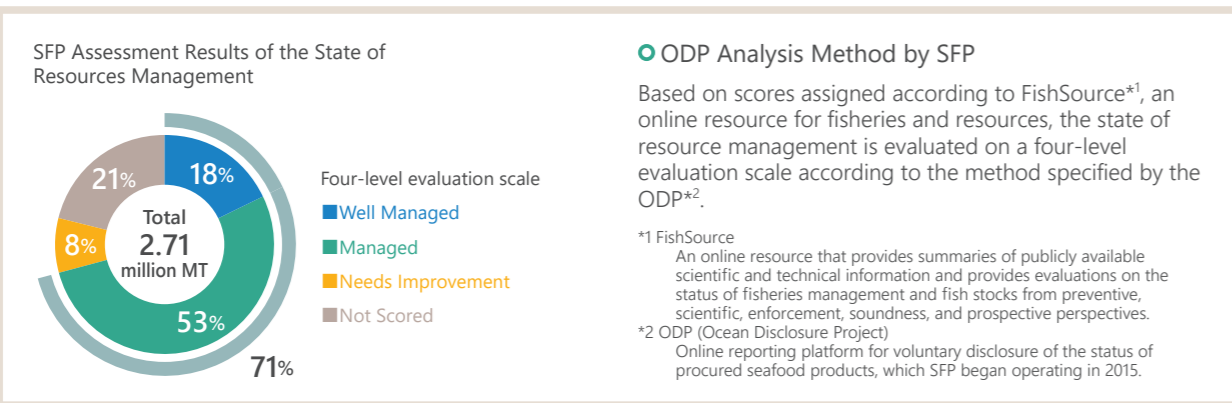 SFP Assessment Results of the State of
Resources Management
21%
18%
8%
53%
71%
Total
2.71
million MT
Four-level evaluation scale
Well Managed
Managed
Needs Improvement
Not Scored
ODP Analysis Method by SFP
Based on scores assigned according to FishSource*1, an
online resource for fisheries and resources, the state of
resource management is evaluated on a four-level
evaluation scale according to the method specified by the
ODP*2.
*1 FishSource
An online resource that provides summaries of publicly available
scientific and technical information and provides evaluations on the
status of fisheries management and fish stocks from preventive,
scientific, enforcement, soundness, and prospective perspectives.
*2 ODP (Ocean Disclosure Project)
Online reporting platform for voluntary disclosure of the status of
procured seafood products, which SFP began operating in 2015.